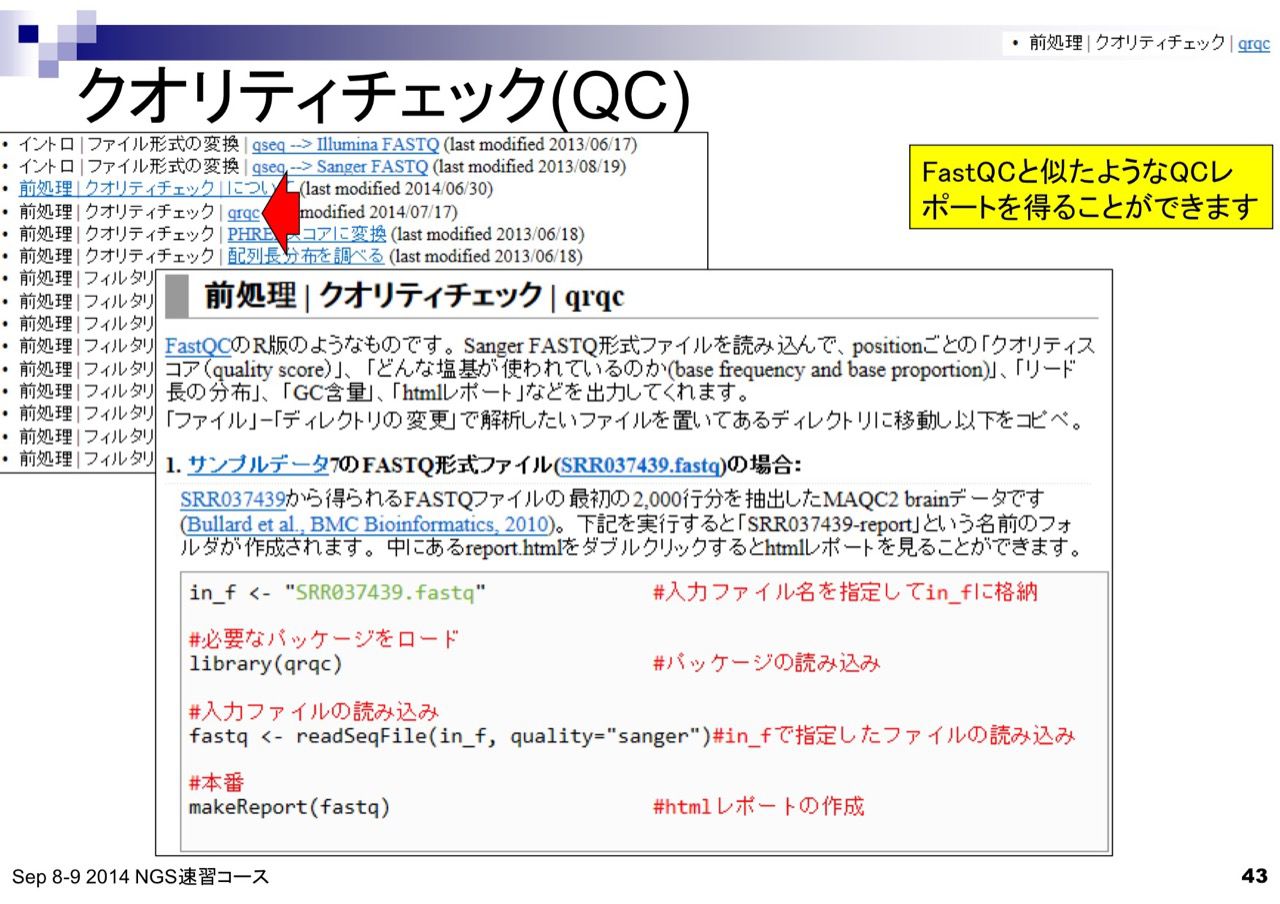 • 前処理 | クオリティチェック | qrqc
クオリティチェック(QC)
• イントロ | ファイル形式の変換 | qseq --> Illumina FASTQ (last modified 2013/06/17)
• イントロ | ファイル形式の変換 | qseq --> Sanger FASTQ (last modified 2013/08/19)
• 前処理 | クオリティチェック | につい (last modified 2014/06/30)
• 前処理 | クオリティチェック | qrqc modified 2014/07/17)
• 前処理 | クオリティチェック | PHRE スコアに変換 (last modified 2013/06/18)
• 前処理 | クオリティチェック | 配列長分布を調べる (last modified 2013/06/18)
• 前処理 | フィルタリ
• 前処理 | フィルタリ
• 前処理 | フィルタリ
• 前処理 | フィルタリ
• 前処理 | フィルタリ
• 前処理 | フィルタリ
• 前処理 | フィルタリ
• 前処理 | フィルタリ
• 前処理 | フィルタリ
FastQCと似たようなQCレ
ポートを得ることができます
前処理 | クオリティチェック | qrqc
FastQCのR版のようなものです。Sanger FASTQ形式ファイルを読み込んで、positionごとの「クオリティス
コア(quality score)」、「どんな塩基が使われているのか(base frequency and base proportion)」、「リード
長の分布」、「GC含量」、「htmlレポート」などを出力してくれます。
「ファイル」-「ディレクトリの変更」で解析したいファイルを置いてあるディレクトリに移動し以下をコピペ。
1. サンプルデータ7のFASTQ形式ファイル(SRR037439.fastq)の場合:
SRR037439から得られるFASTQファイルの最初の2,000行分を抽出したMAQC2 brainデータです
(Bullard et al., BMC Bioinformatics, 2010)。下記を実行すると「SRR037439-report」という名前のフォ
ルダが作成されます。中にあるreport.htmlをダブルクリックするとhtmlレポートを見ることができます。
in_f <- "SRR037439.fastq" #入力ファイル名を指定してin_fに格納
#必要なパッケージをロード
library(qrqc) #パッケージの読み込み
#入力ファイルの読み込み
fastq <- readSeqFile(in_f, quality="sanger")#in_fで指定したファイルの読み込み
#本番
makeReport(fastq) #htmlレポートの作成
Sep 8-9 2014 NGS速習コース
43